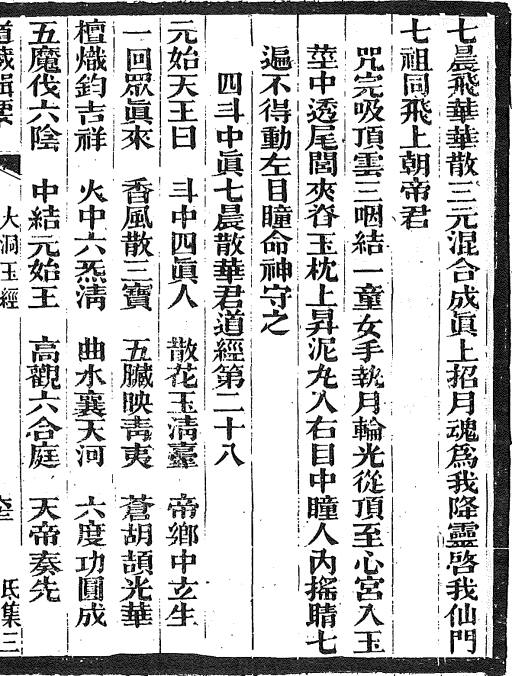 七晨飛華華散三元混合成眞上招月魂爲我降靈啓我仙門
七祖同飛上朝帝君
咒完吸頂雲三咽結一童女手執月輪光從頂至心宮入玉
莖中透尾閭夾脊玉枕上昇泥丸入右目中瞳人內搖睛七
遍不得動左目瞳命神守之
四斗中眞七晨散華君道經第二十八
元始天王曰 斗中四眞人 散花玉清臺 帝鄉中玄生
一回眾眞來 香風散三寶 五臟映青夷 蒼胡頡光華
檀熾鈞吉祥 火中六炁清 曲水襄天河 六度功圓成
五魔伐六陰 中結元始王 高觀六合庭 天帝奏先
道藏輯要 大洞玉經 氐集三